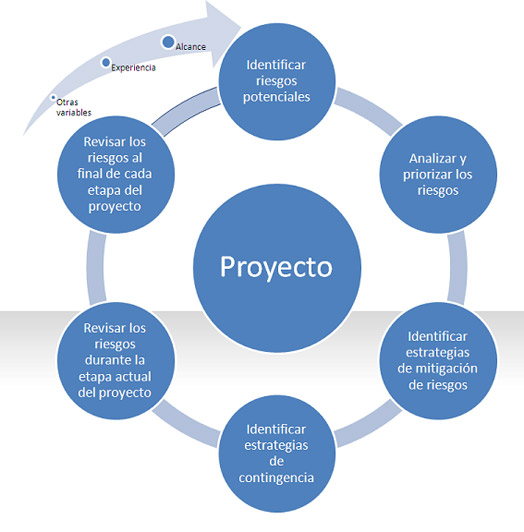 Alcance
Experiencia
Otras
variables
Identificar
riesgos
potenciales
Analizar y
priorizar los
riesgos
Identificar
estrategias
de mitigación
de riesgos
Identificar
estrategias
de
contingencia
Revisar los
riesgos
durante la
etapa actual
del proyecto
Revisar los
riesgos al
final de cada
etapa del
proyecto
Proyecto